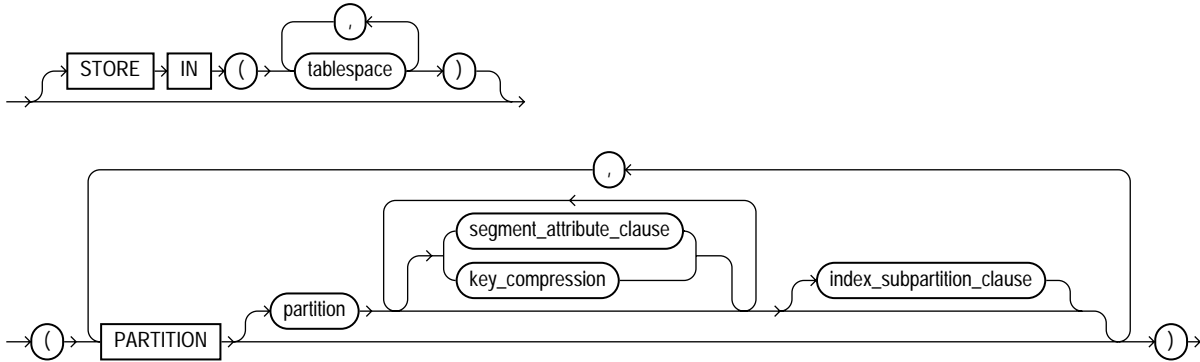 ,
STORE IN ( tablespace )
,
segment_attribute_clause
key_compression
index_subpartition_clause
partition
( PARTITION )